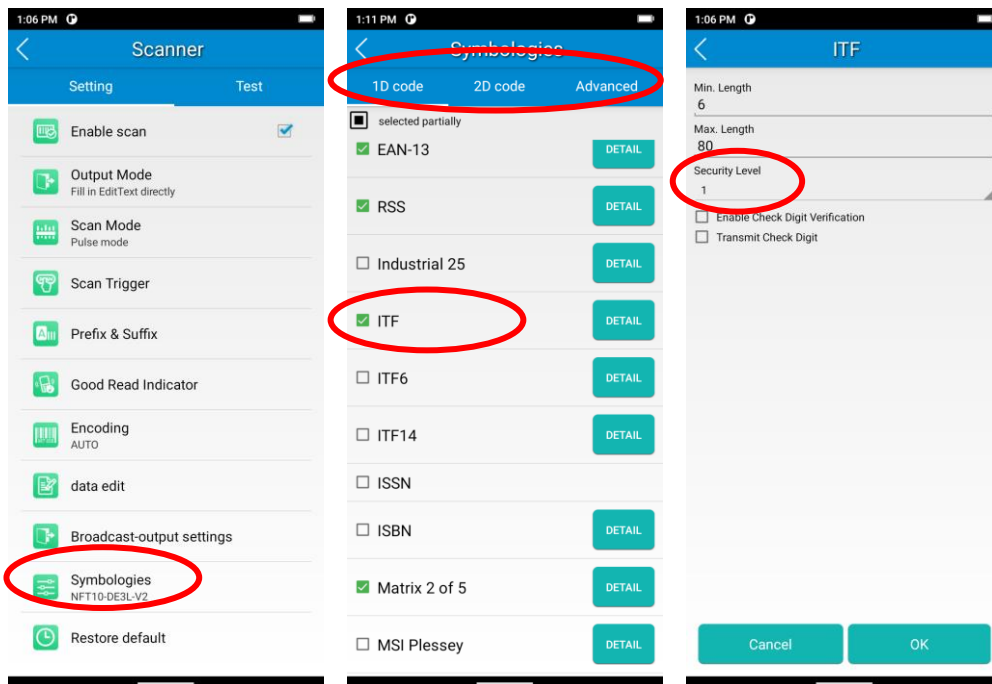 1:06 PM
Scanner
Setting
Test
Enable scan
Output Mode
Fill in EditText directly
Scan Mode
Pulse mode
Scan Trigger
Prefix & Suffix
Good Read Indicator
Encoding
AUTO
data edit
Broadcast-output settings
Symbologies
NFT10-DE3L-V2
Restore default
1:11 PM
Symbologies
1D code
2D code
Advanced
selected partially
EAN-13
DETAIL
RSS
DETAIL
Industrial 25
DETAIL
ITF
DETAIL
ITF6
DETAIL
ITF14
DETAIL
ISSN
ISBN
DETAIL
Matrix 2 of 5
DETAIL
MSI Plessey
DETAIL
1:06 PM
ITF
Min. Length
6
Max. Length
80
Security Level
1
Enable Check Digit Verification
Transmit Check Digit
Cancel
OK